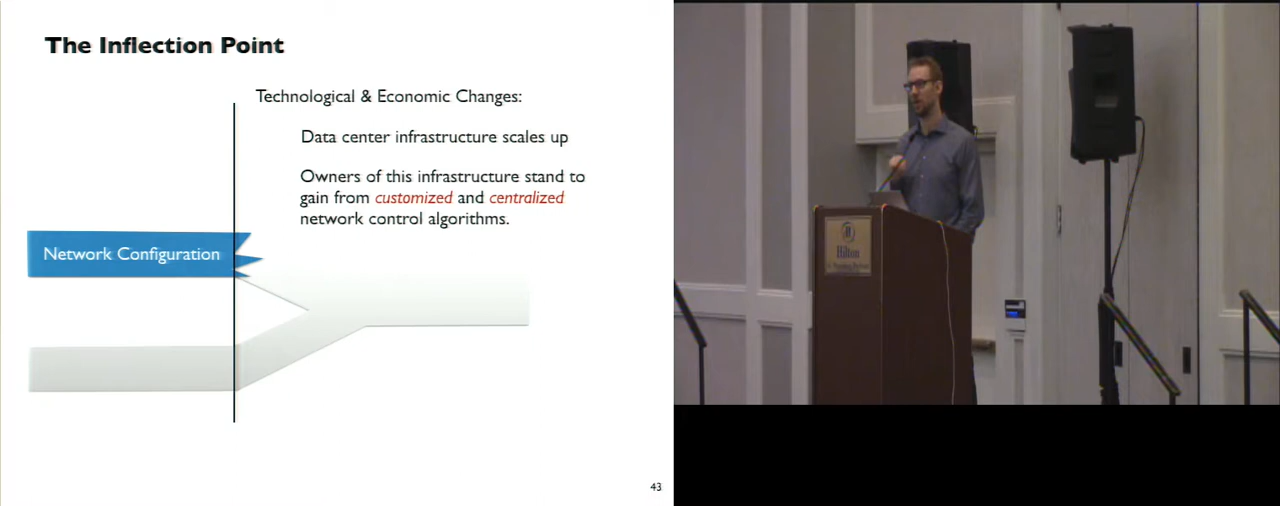 The Inflection Point
Technological & Economic Changes:
Data center infrastructure scales up
Owners of this infrastructure stand to
gain from customized and centralized
network control algorithms.
Network Configuration
43
Hilton